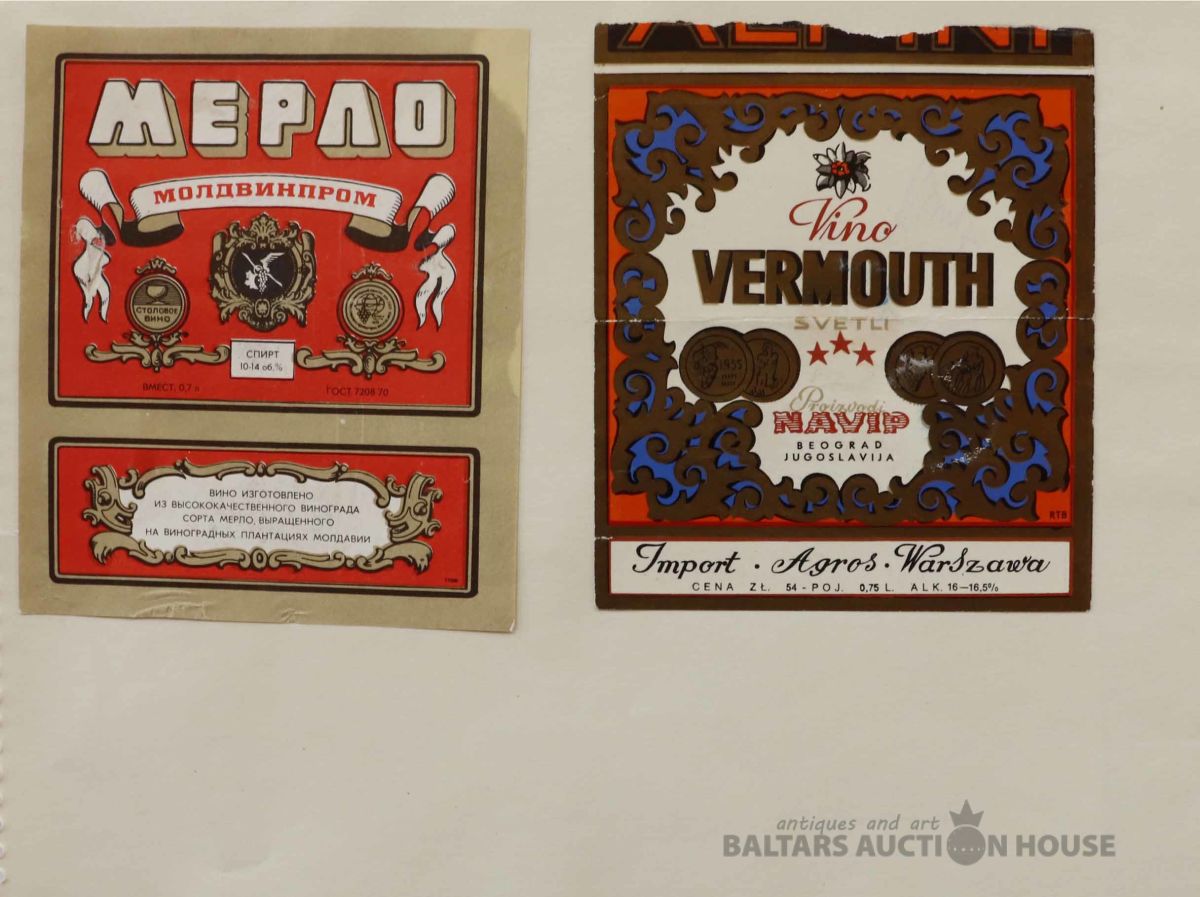 МЕРЛО
МОЛДВИНПРОМ
СТОЛОВОЕ
ВИНО
СПИРТ
10-14 об.%
ВМЕСТ. 0,7 л
ГОСТ 7208 70
ВИНО ИЗГОТОВЛЕНО
ИЗ ВЫСОКОКАЧЕСТВЕННОГО ВИНОГРАДА
СОРТА МЕРЛО, ВЫРАЩЕННОГО
НА ВИНОГРАДНЫХ ПЛАНТАЦИЯХ МОЛДАВИИ
Vino
VERMOUTH
SVETLI
1935
Proizvodi
NAVIP
BEOGRAD
JUGOSLAVIJA
RTB
Import · Agros · Warszawa
CENA ZŁ. 54 - POJ. 0,75 L. ALK. 16—16,5%
antiques and art
BALTARS AUCTION HOUSE